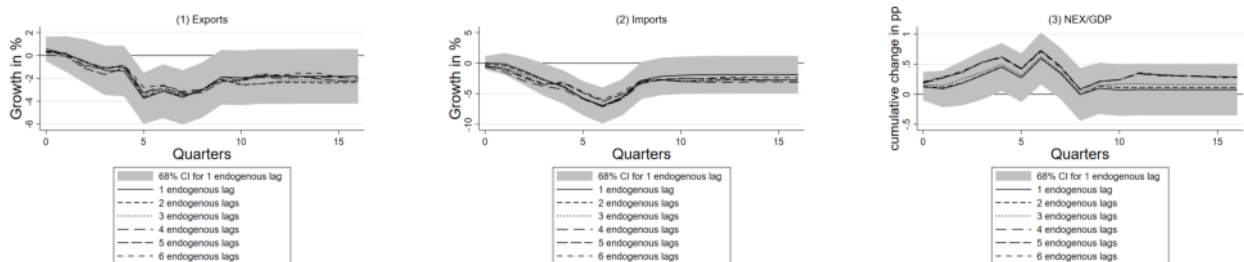 (1) Exports
Growth in %
0
-2
-4
-6
0 5 10 15
Quarters
68% CI for 1 endogenous lag
1 endogenous lag
2 endogenous lags
3 endogenous lags
4 endogenous lags
5 endogenous lags
6 endogenous lags
(2) Imports
Growth in %
5
0
-5
-10
0 5 10 15
Quarters
68% CI for 1 endogenous lag
1 endogenous lag
2 endogenous lags
3 endogenous lags
4 endogenous lags
5 endogenous lags
6 endogenous lags
(3) NEX/GDP
cumulative change in pp
1
.5
0
-.5
0 5 10 15
Quarters
68% CI for 1 endogenous lag
1 endogenous lag
2 endogenous lags
3 endogenous lags
4 endogenous lags
5 endogenous lags
6 endogenous lags